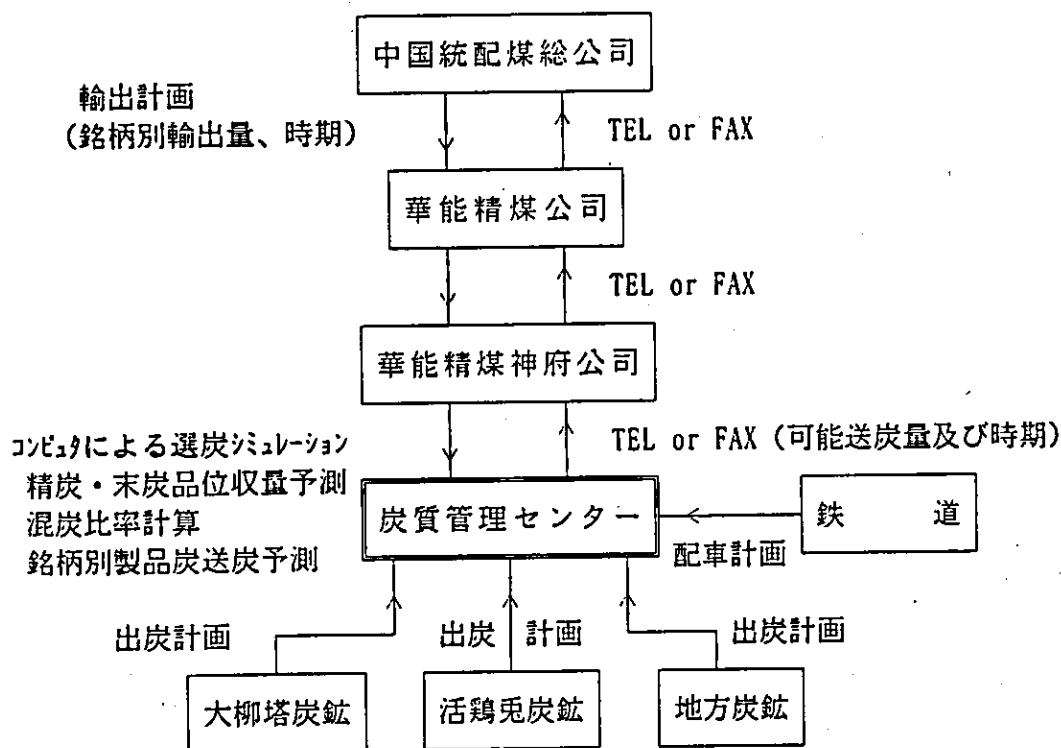 中国統配煤総公司
輸出計画
(銘柄別輸出量、時期)
TEL or FAX
華能精煤公司
TEL or FAX
華能精煤神府公司
コンピュタによる選炭シミュレーション
TEL or FAX (可能送炭量及び時期)
精炭・末炭品位収量予測
混炭比率計算
銘柄別製品炭送炭予測
炭質管理センター
鉄 道
配車計画
出炭計画
出炭 計画
出炭計画
大柳塔炭鉱
活鶏兎炭鉱
地方炭鉱